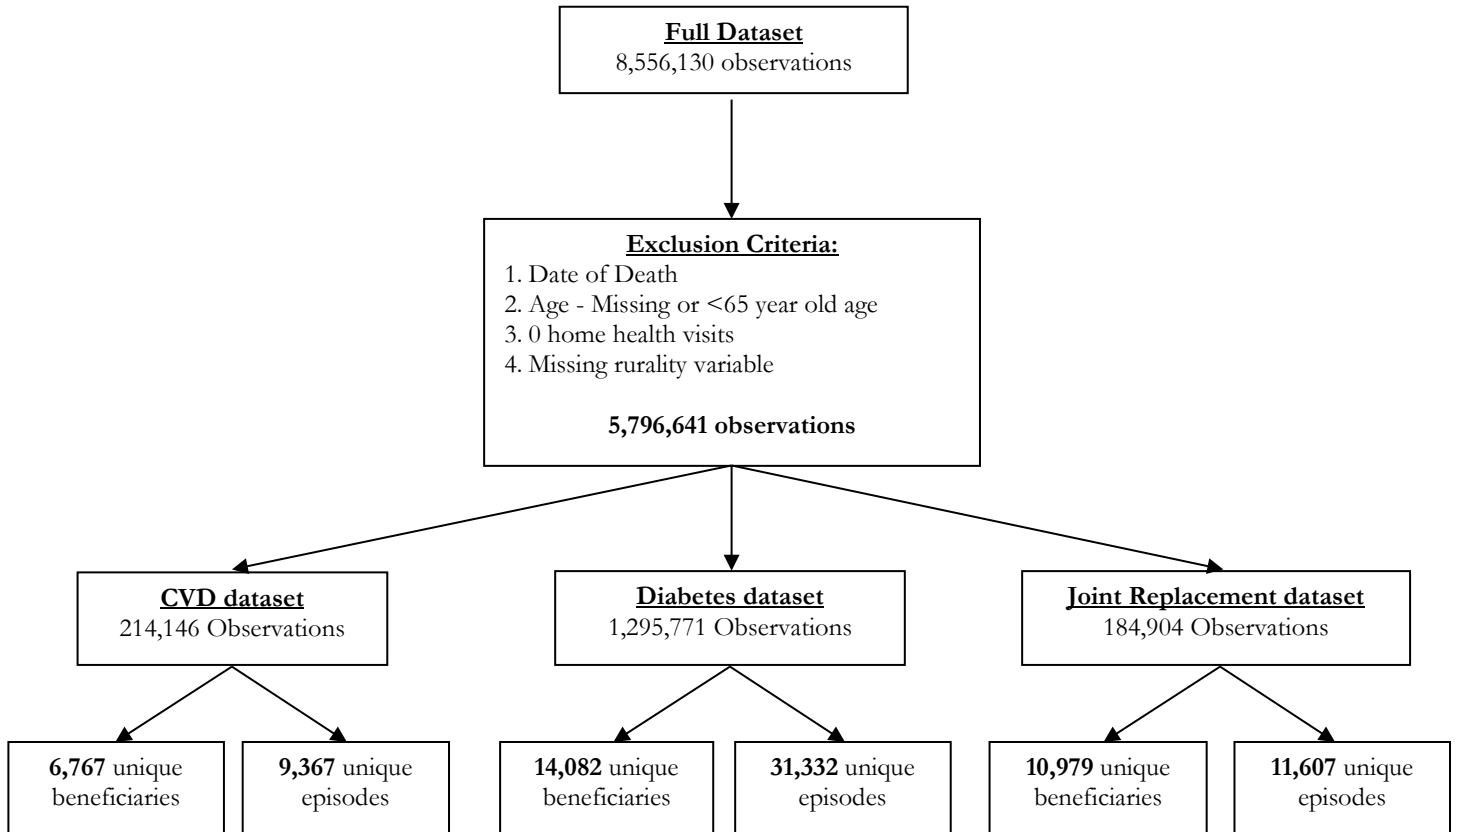 Full Dataset
8,556,130 observations
Exclusion Criteria:
1. Date of Death
2. Age - Missing or <65 year old age
3. 0 home health visits
4. Missing rurality variable
5,796,641 observations
CVD dataset
214,146 Observations
Diabetes dataset
1,295,771 Observations
Joint Replacement dataset
184,904 Observations
6,767 unique
beneficiaries
9,367 unique
episodes
14,082 unique
beneficiaries
31,332 unique
episodes
10,979 unique
beneficiaries
11,607 unique
episodes